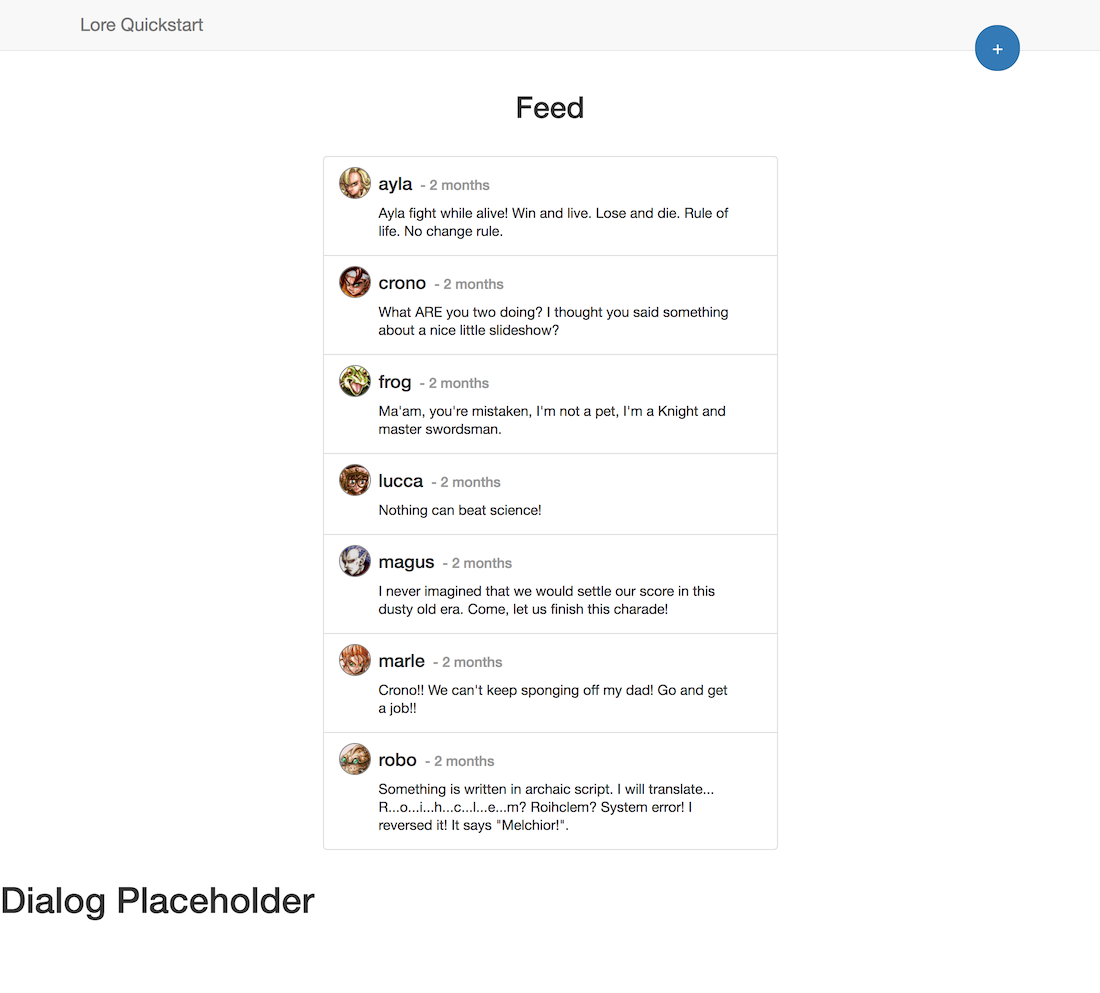 Lore Quickstart
+
Feed
ayla - 2 months
Ayla fight while alive! Win and live. Lose and die. Rule of
life. No change rule.
crono - 2 months
What ARE you two doing? I thought you said something
about a nice little slideshow?
frog - 2 months
Ma'am, you're mistaken, I'm not a pet, I'm a Knight and
master swordsman.
lucca - 2 months
Nothing can beat science!
magus - 2 months
I never imagined that we would settle our score in this
dusty old era. Come, let us finish this charade!
marle - 2 months
Crono!! We can't keep sponging off my dad! Go and get
a job!!
robo - 2 months
Something is written in archaic script. I will translate...
R...o...i...h...c...l...e...m? Roihclem? System error! I
reversed it! It says "Melchior!".
Dialog Placeholder